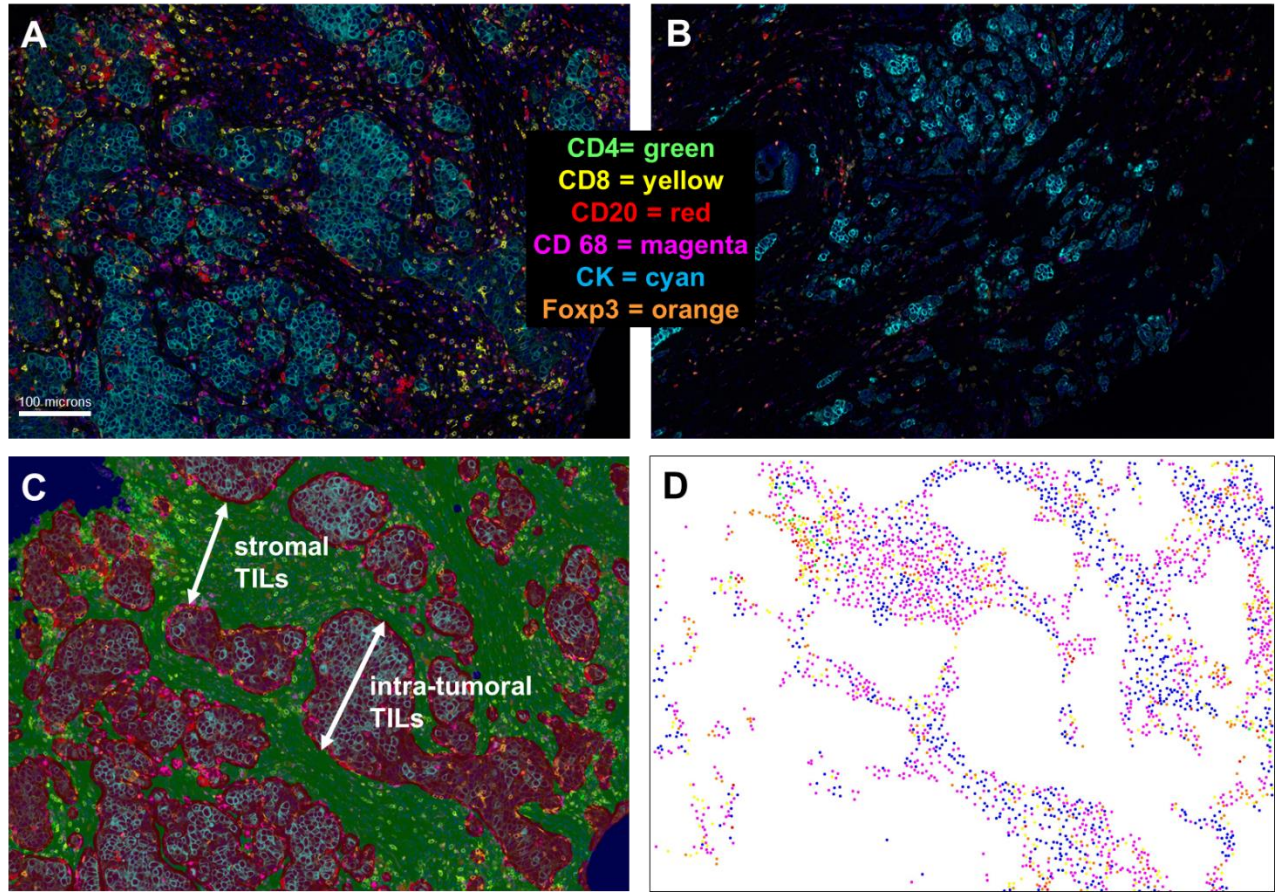 A
B
CD4= green
CD8 = yellow
CD20 = red
CD 68 = magenta
CK = cyan
Foxp3 = orange
100 microns
C
stromal
TILs
intra-tumoral
TILs
D